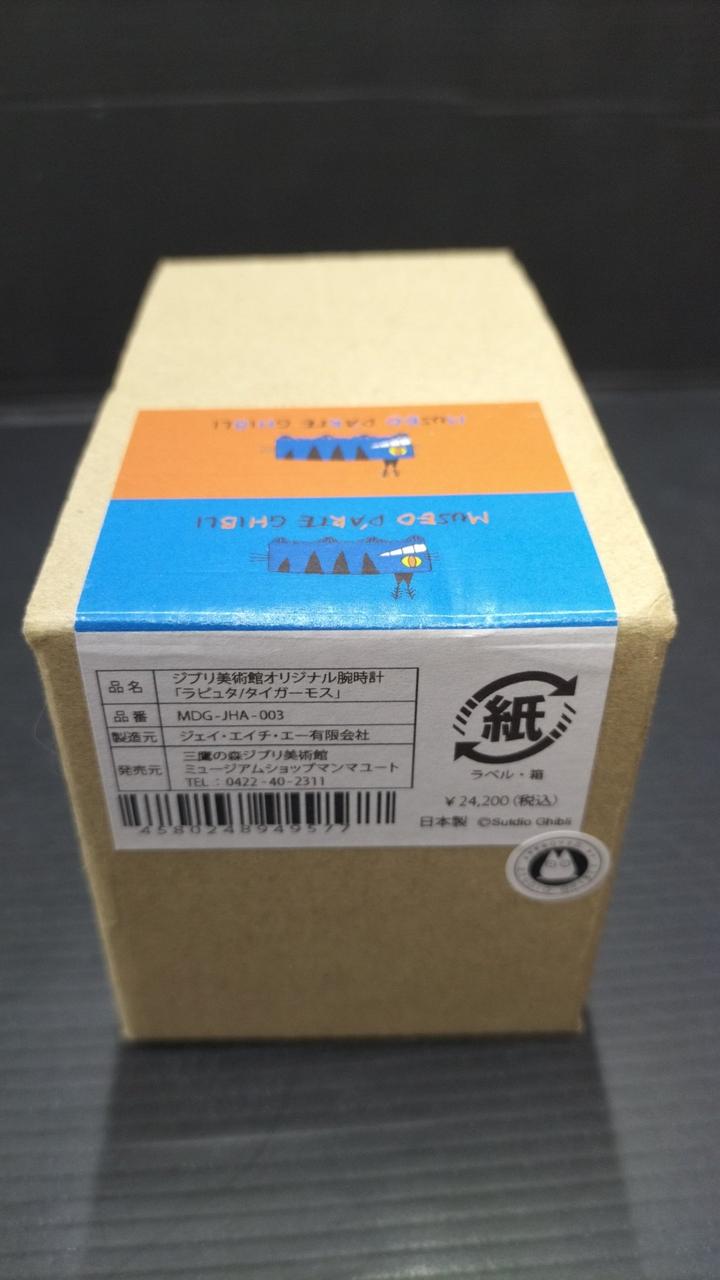 MUSEO D'ARTE GHIBLI
MUSEO D'ARTE GHIBLI
品名 ジブリ美術館オリジナル腕時計
「ラピュタ/タイガーモス」
品番 MDG-JHA-003
製造元 ジェイ・エイチ・エー有限会社
発売元 三鷹の森ジブリ美術館
ミュージアムショップマンマユート
TEL：0422-40-2311
4580248949577
紙
ラベル・箱
￥24,200（税込）
日本製 ©Sutdio Ghibli